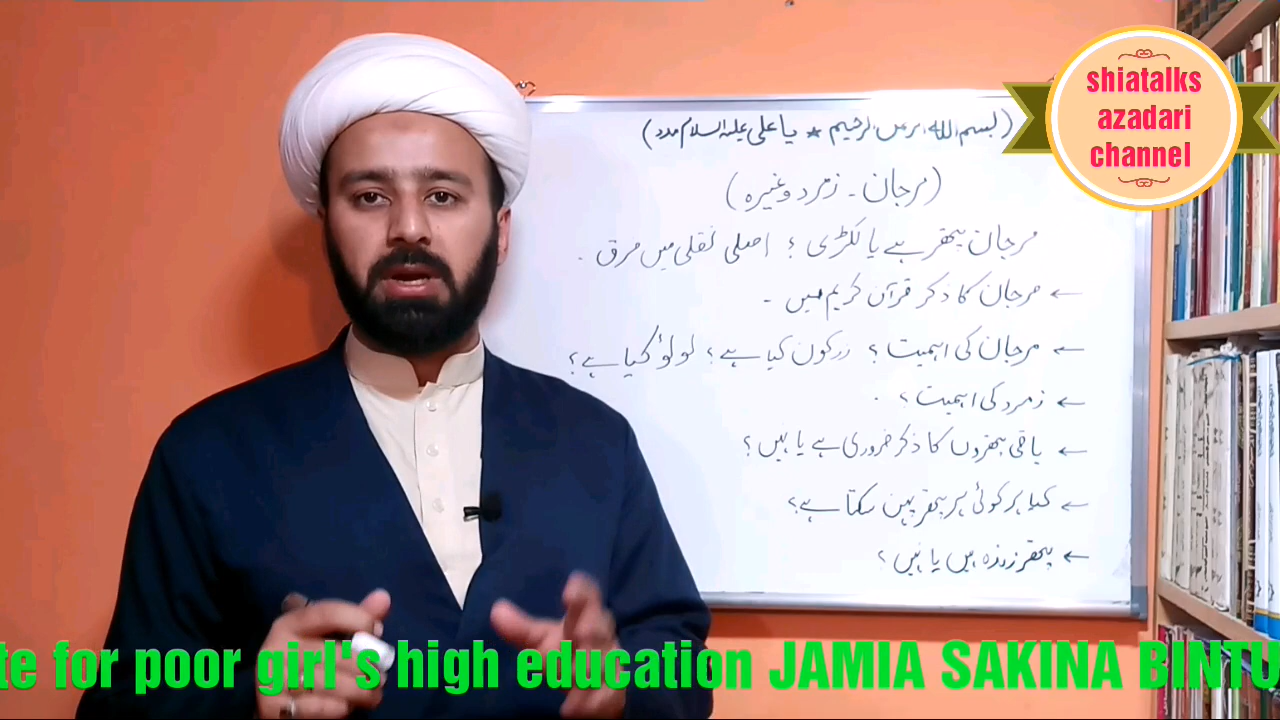 (بسم اللہ الرحمن الرحیم * یا علی علیہ السلام مدد)
(مرجان - زمرد وغیرہ)
مرجان پتھر ہے یا لکڑی ؟ اصلی نقلی میں فرق .
← مرجان کا ذکر قرآن کریم میں -
← مرجان کی اہمیت ؟ زرکون کیا ہے ؟ لولؤ کیا ہے ؟
← زمرد کی اہمیت ؟ .
← باقی پتھروں کا ذکر ضروری ہے یا نہیں ؟
← کیا ہر کوئی ہر پتھر پہن سکتا ہے ؟
← پتھر زندہ ہیں یا نہیں ؟
shiatalks
azadari
channel
te for poor girl's high education JAMIA SAKINA BINTU